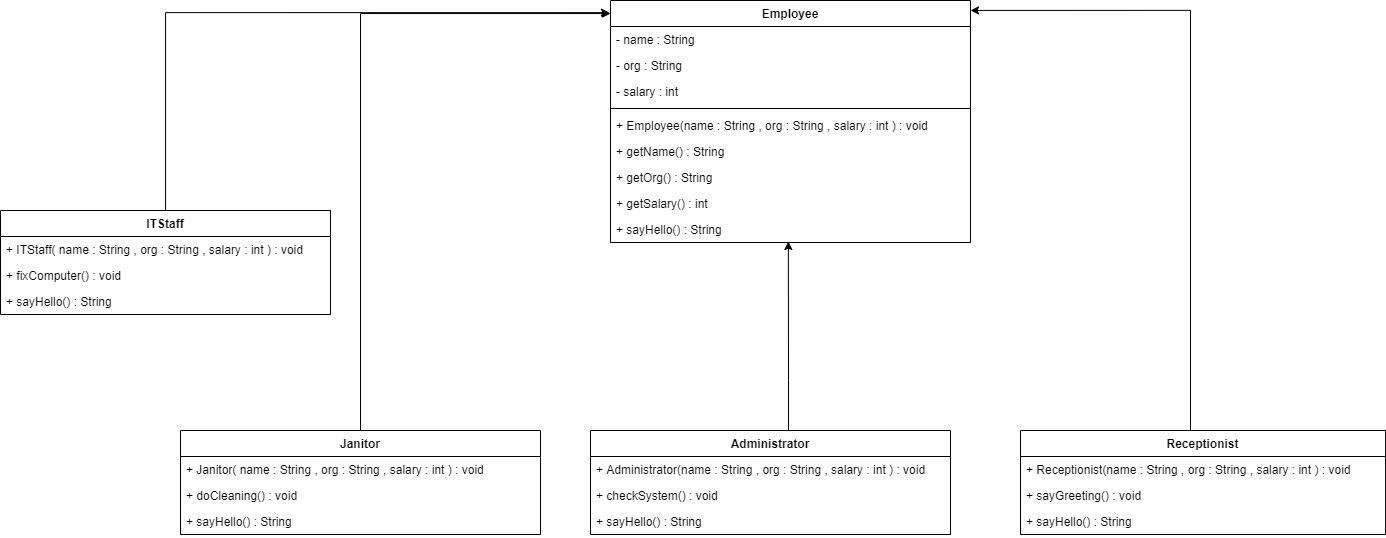 Employee
- name : String
- org : String
- salary : int
+ Employee(name : String , org : String , salary : int ) : void
+ getName() : String
+ getOrg() : String
+ getSalary() : int
+ sayHello() : String
ITStaff
+ ITStaff( name : String , org : String , salary : int ) : void
+ fixComputer() : void
+ sayHello() : String
Janitor
+ Janitor( name : String , org : String , salary : int ) : void
+ doCleaning() : void
+ sayHello() : String
Administrator
+ Administrator(name : String , org : String , salary : int ) : void
+ checkSystem() : void
+ sayHello() : String
Receptionist
+ Receptionist(name : String , org : String , salary : int ) : void
+ sayGreeting() : void
+ sayHello() : String